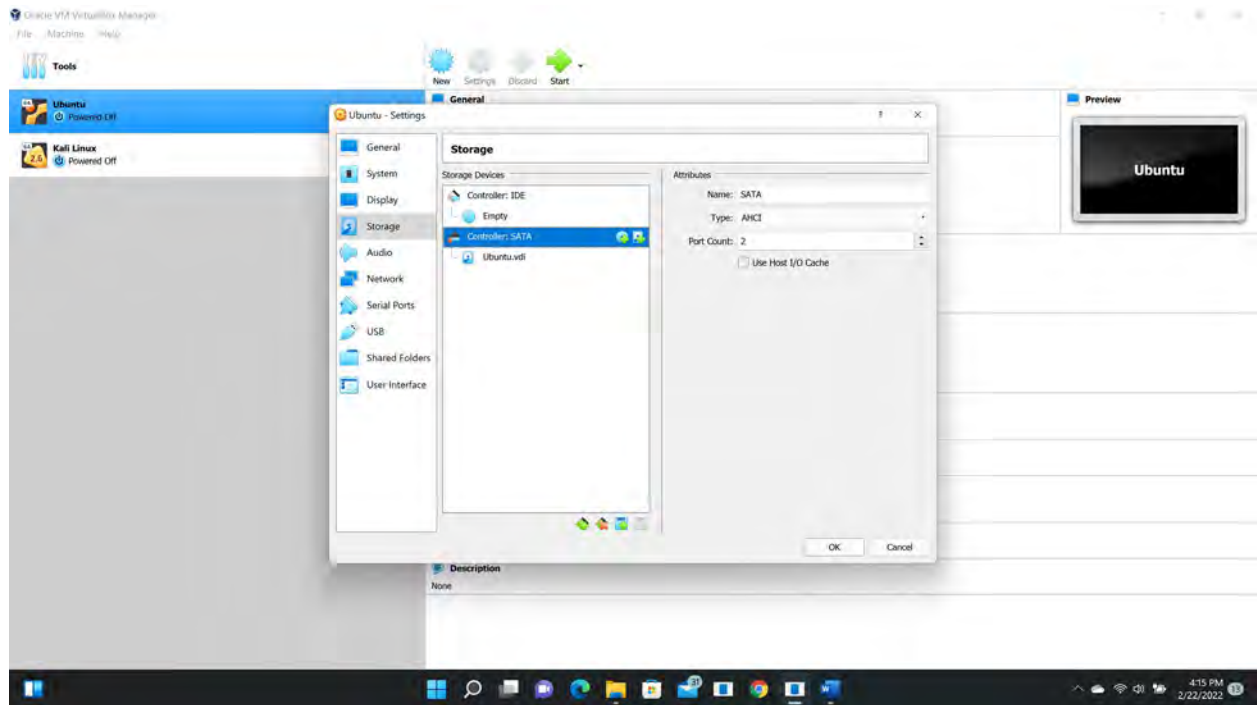 Oracle VM VirtualBox Manager
File Machine Help
Tools
New Settings Discard Start
Ubuntu
Powered Off
Kali Linux
Powered Off
2.6
General
Preview
Ubuntu
Ubuntu - Settings
? ×
General
System
Display
Storage
Audio
Network
Serial Ports
USB
Shared Folders
User Interface
Storage
Storage Devices
Controller: IDE
Empty
Controller: SATA
Ubuntu.vdi
Attributes
Name: SATA
Type: AHCI
Port Count: 2
Use Host I/O Cache
OK Cancel
Description
None
31
4:15 PM
2/22/2022